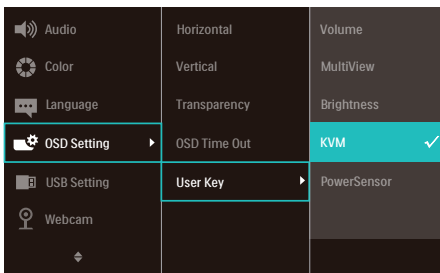 Audio
Color
Language
OSD Setting
USB Setting
Webcam
Horizontal
Vertical
Transparency
OSD Time Out
User Key
Volume
MultiView
Brightness
KVM
PowerSensor